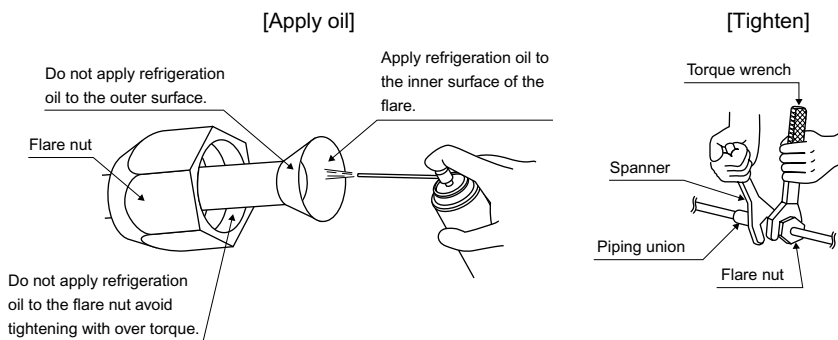 [Apply oil]
Do not apply refrigeration
oil to the outer surface.
Apply refrigeration oil to
the inner surface of the
flare.
Flare nut
Do not apply refrigeration
oil to the flare nut avoid
tightening with over torque.
[Tighten]
Torque wrench
Spanner
Piping union
Flare nut